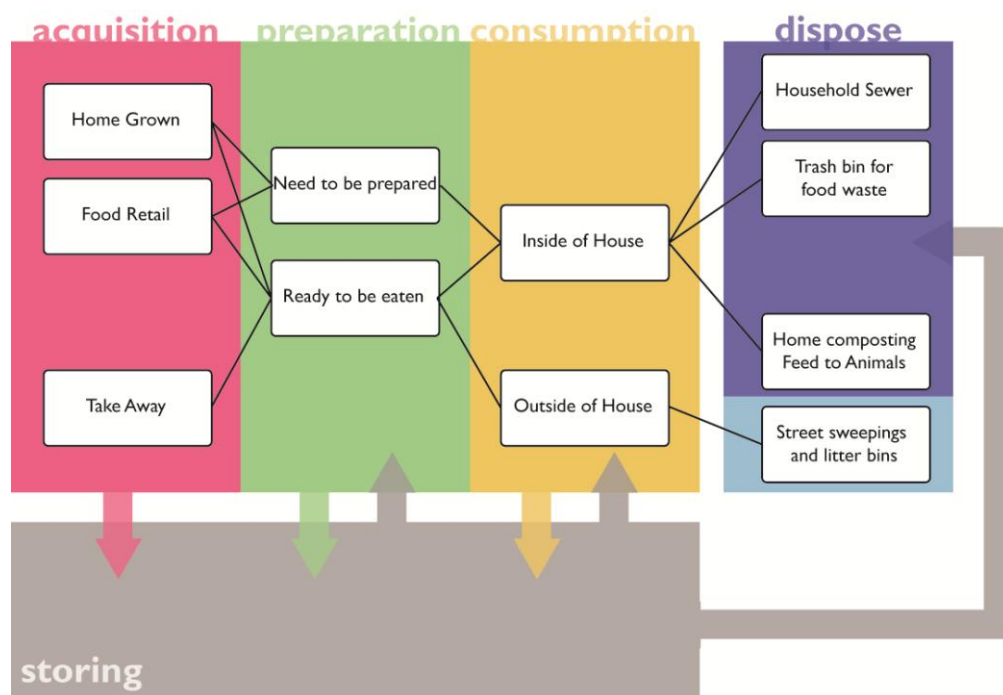 acquisition
preparation
consumption
dispose
Home Grown
Food Retail
Take Away
Need to be prepared
Ready to be eaten
Inside of House
Outside of House
Household Sewer
Trash bin for
food waste
Home composting
Feed to Animals
Street sweepings
and litter bins
storing